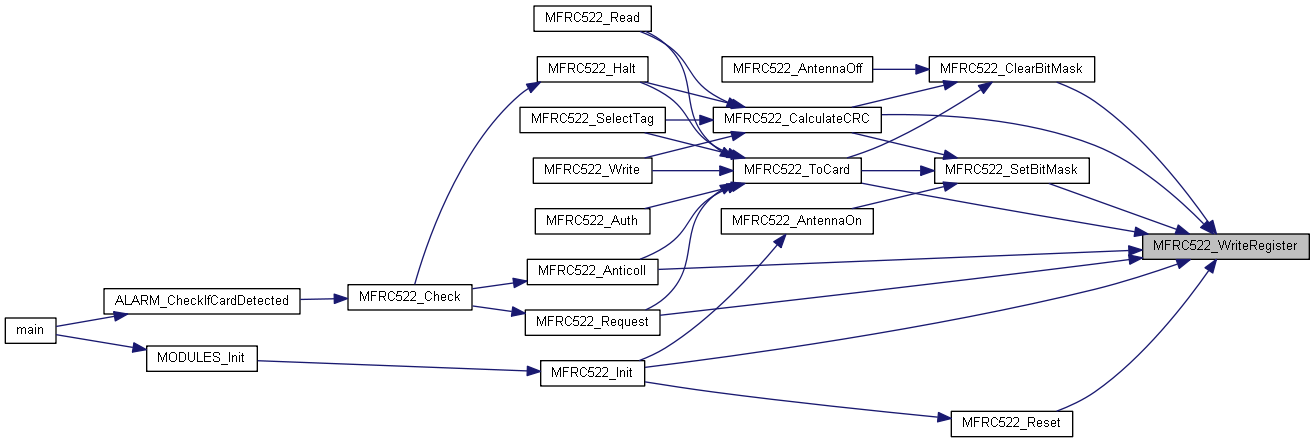 MFRC522_Read
MFRC522_Halt
MFRC522_AntennaOff
MFRC522_ClearBitMask
MFRC522_SelectTag
MFRC522_CalculateCRC
MFRC522_Write
MFRC522_ToCard
MFRC522_SetBitMask
MFRC522_Auth
MFRC522_AntennaOn
MFRC522_WriteRegister
MFRC522_Anticoll
ALARM_CheckIfCardDetected
MFRC522_Check
MFRC522_Request
main
MODULES_Init
MFRC522_Init
MFRC522_Reset